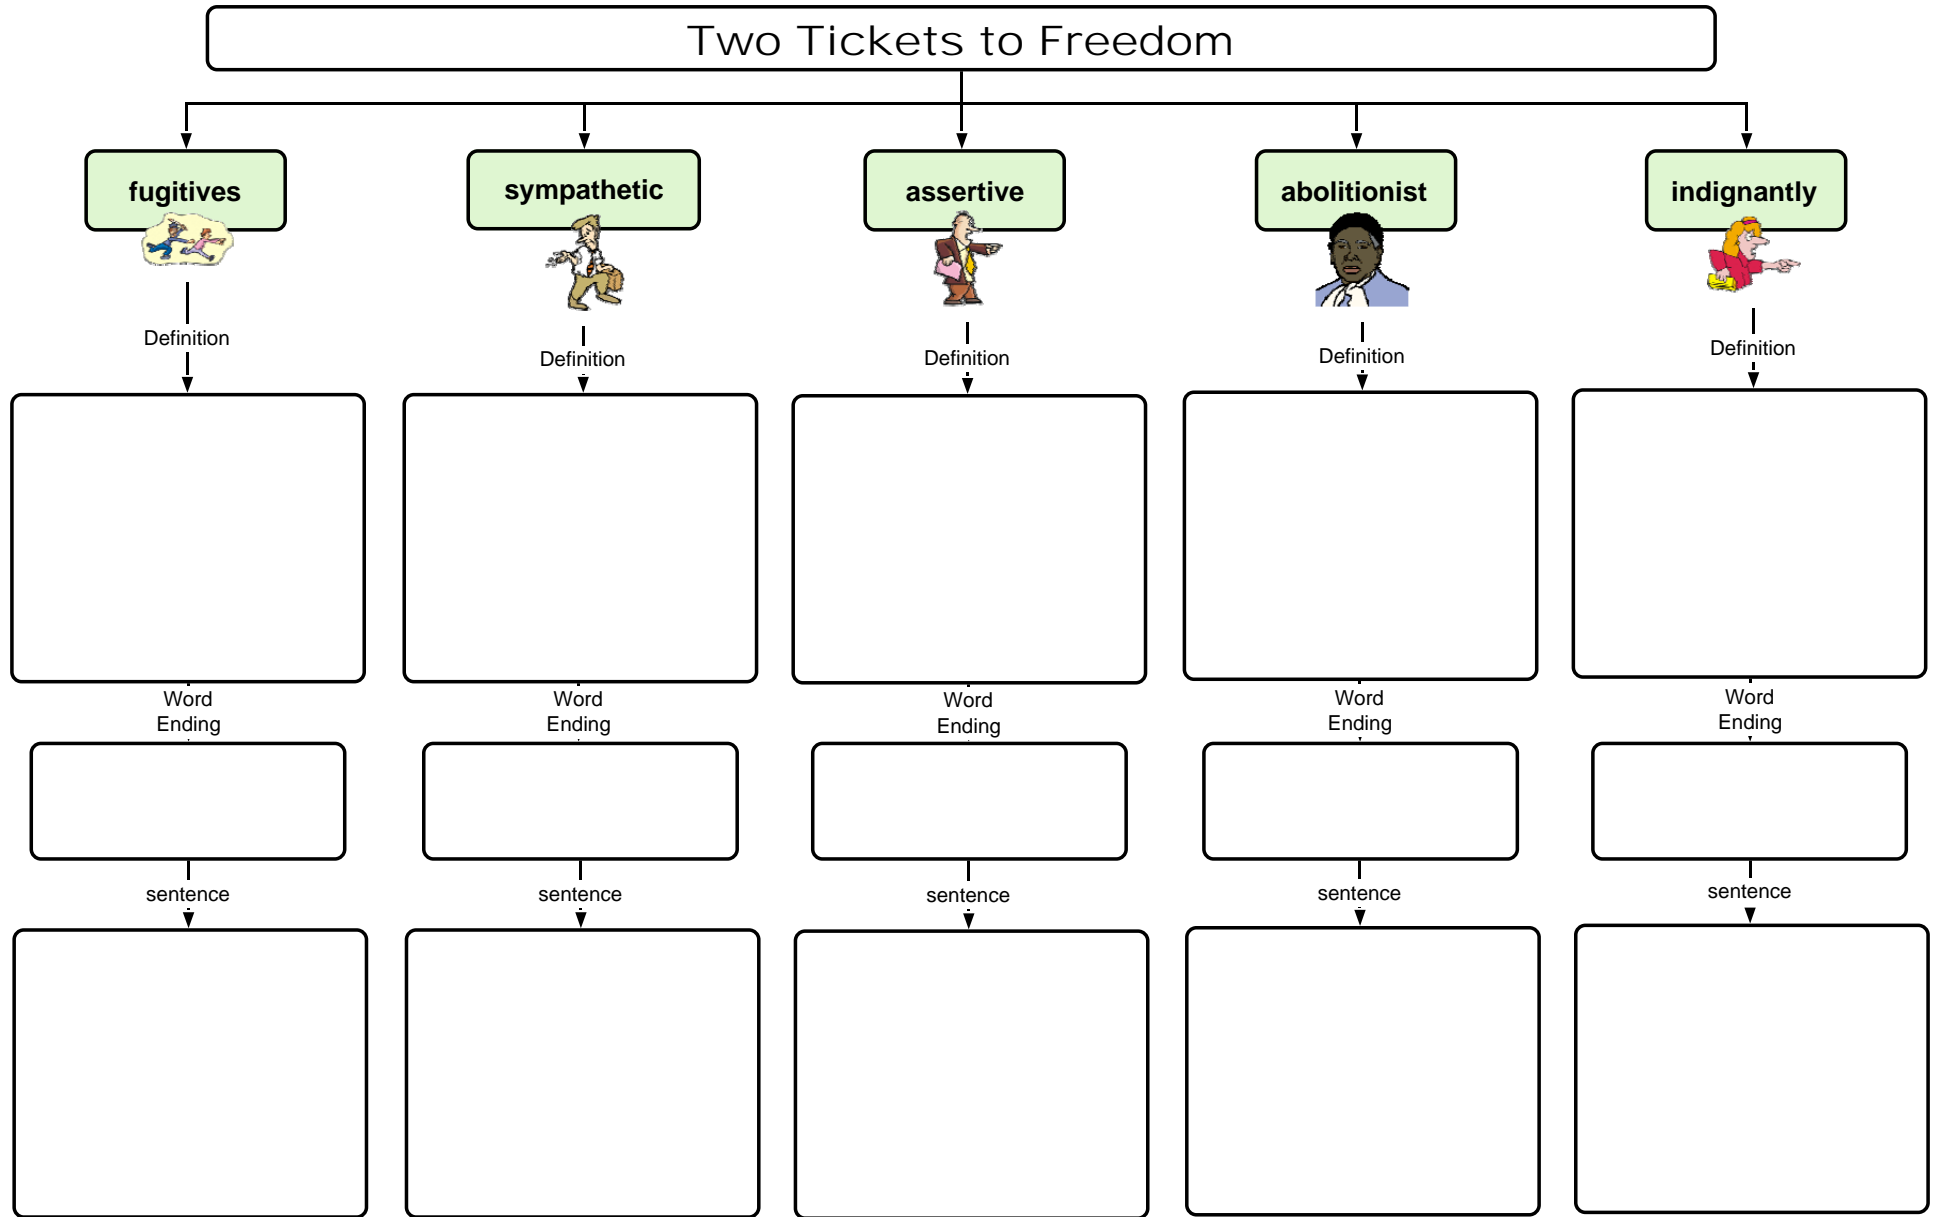 Two Tickets to Freedom
fugitives
sympathetic
assertive
abolitionist
indignantly
Definition
Definition
Definition
Definition
Definition
Word
Ending
Word
Ending
Word
Ending
Word
Ending
Word
Ending
sentence
sentence
sentence
sentence
sentence